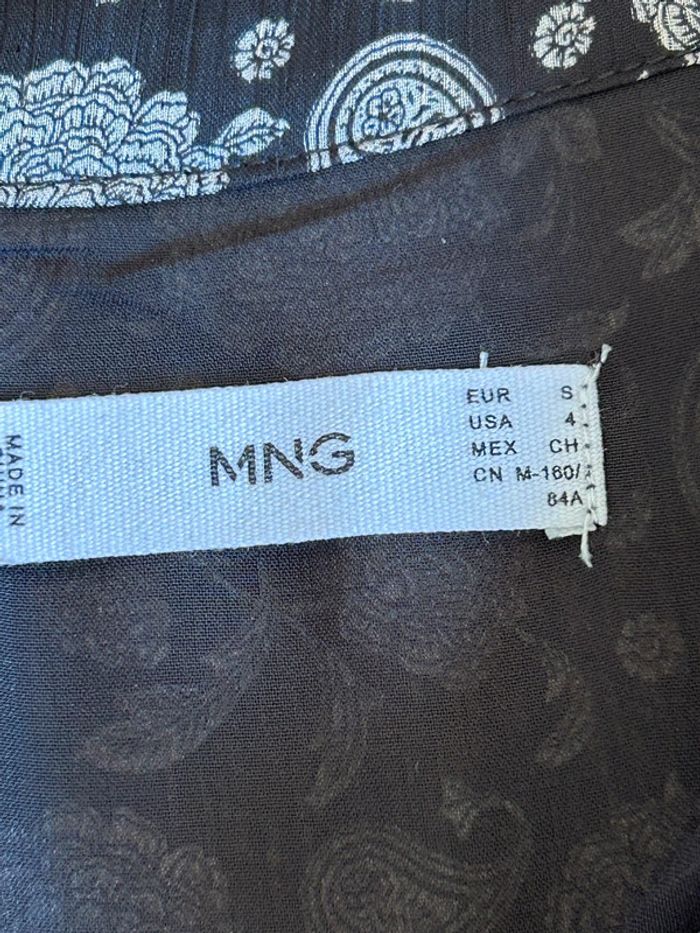 MADE IN
MNG
EUR S
USA 4
MEX CH
CN M-160/
84A